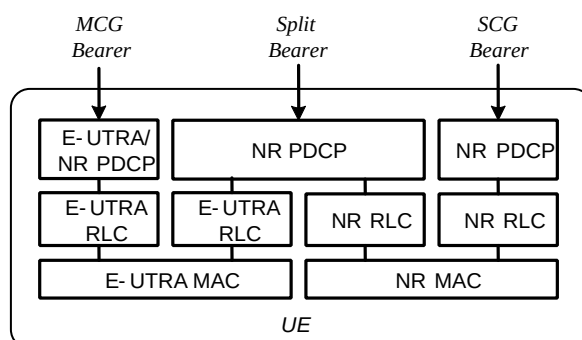 MCG Bearer
Split Bearer
SCG Bearer
E-UTRA/ NR PDCP
NR PDCP
NR PDCP
E-UTRA RLC
E-UTRA RLC
NR RLC
NR RLC
E-UTRA MAC
NR MAC
UE